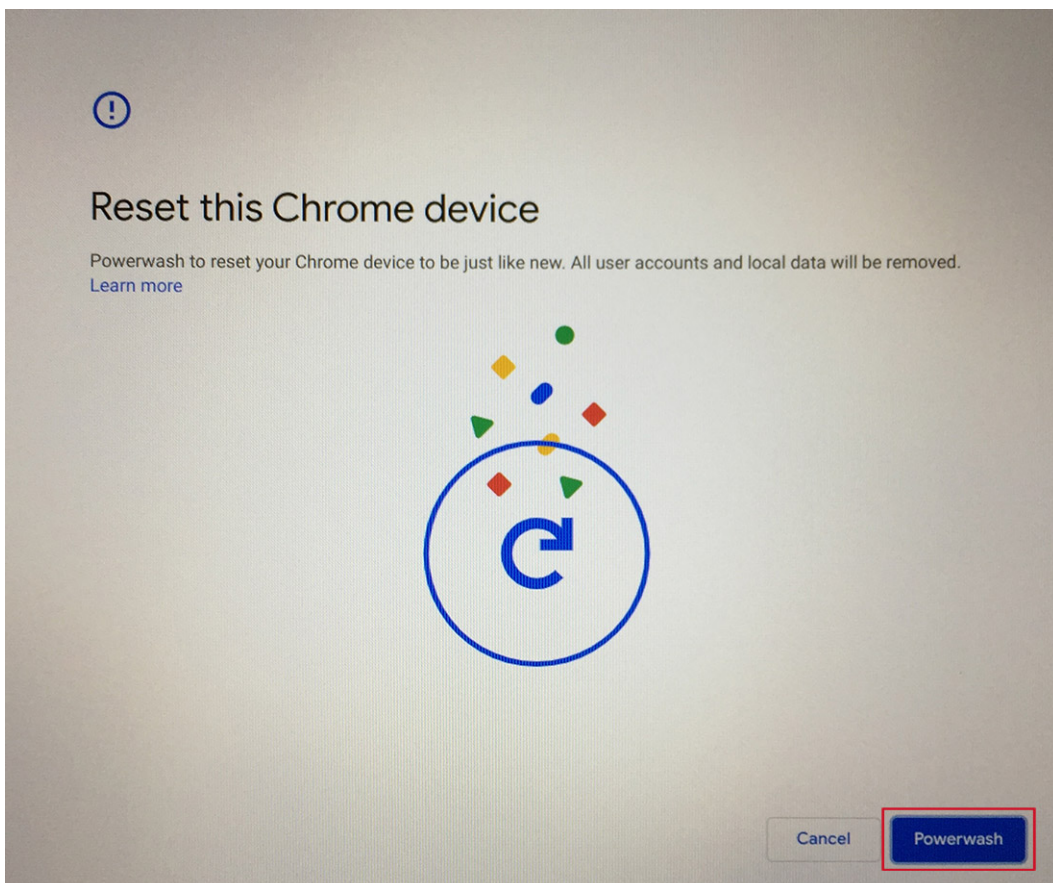 Reset this Chrome device
Powerwash to reset your Chrome device to be just like new. All user accounts and local data will be removed.
Learn more
Cancel
Powerwash